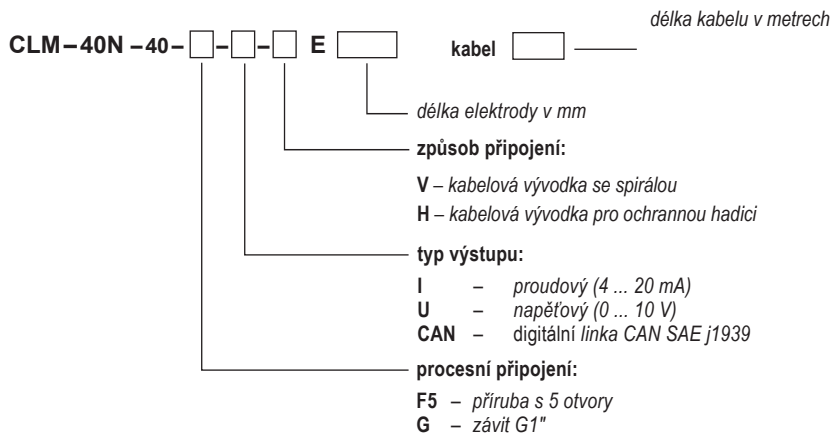 délka kabelu v metrech
CLM–40N –40– – – E kabel
délka elektrody v mm
způsob připojení:
V – kabelová vývodka se spirálou
H – kabelová vývodka pro ochrannou hadici
typ výstupu:
I – proudový (4 ... 20 mA)
U – napěťový (0 ... 10 V)
CAN – digitální linka CAN SAE j1939
procesní připojení:
F5 – příruba s 5 otvory
G – závit G1"